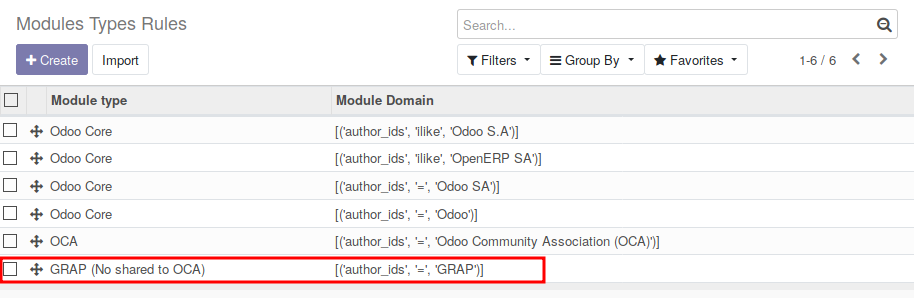 Modules Types Rules
Search...
Create Import Filters Group By Favorites 1-6 / 6
Module type Module Domain
Odoo Core [('author_ids', 'ilike', 'Odoo S.A')]
Odoo Core [('author_ids', 'ilike', 'OpenERP SA')]
Odoo Core [('author_ids', '=', 'Odoo SA')]
Odoo Core [('author_ids', '=', 'Odoo')]
OCA [('author_ids', '=', 'Odoo Community Association (OCA)')]
GRAP (No shared to OCA) [('author_ids', '=', 'GRAP')]